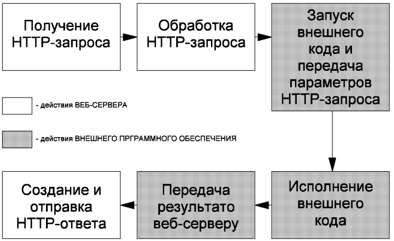 Получение
HTTP-запроса
Обработка
HTTP-запроса
Запуск
внешнего
кода и
передача
параметров
HTTP-запроса
- действия ВЕБ-СЕРВЕРА
- действия ВНЕШНЕГО ПРГРАММНОГО ОБЕСПЕЧЕНИЯ
Исполнение
внешнего
кода
Передача
результато
веб-серверу
Создание и
отправка
HTTP-ответа